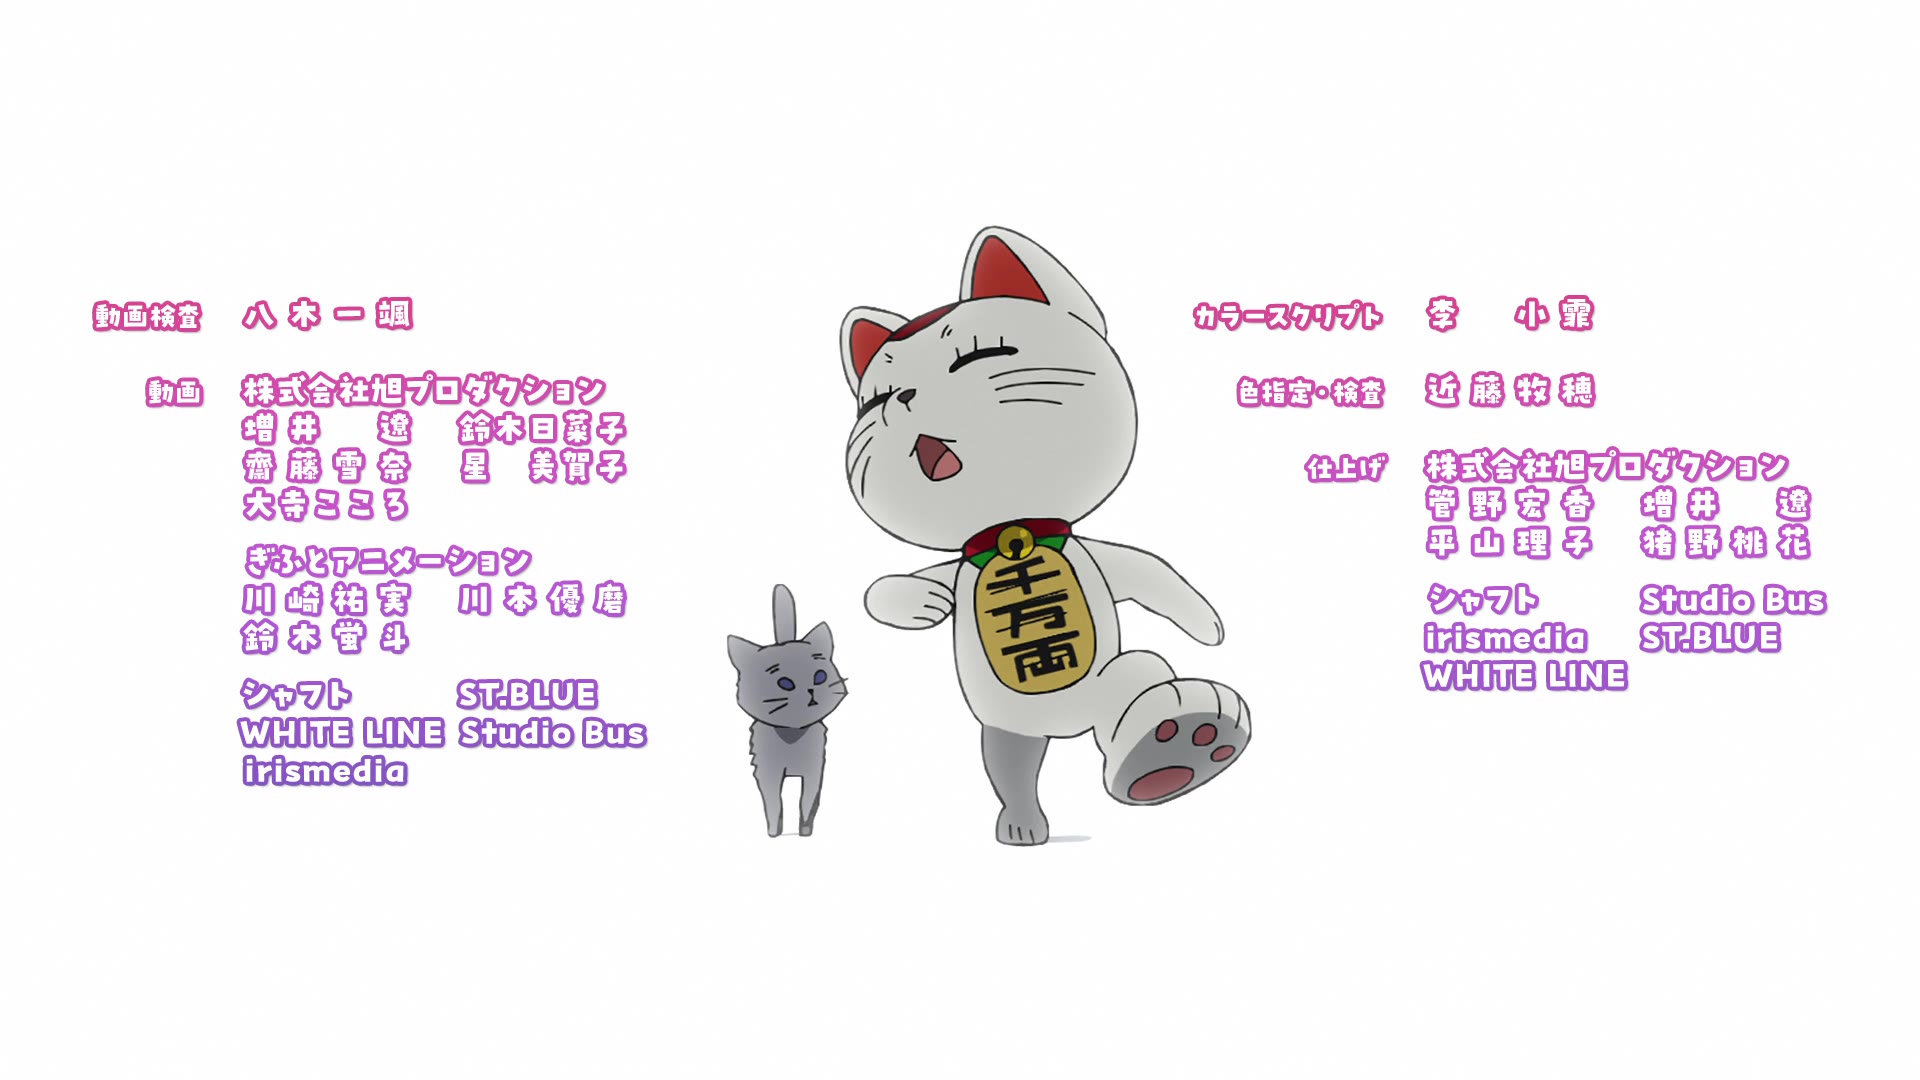 動画検査 八木一颯
動画 株式会社旭プロダクション
増井 遼 鈴木日菜子
齋藤雪奈 星 美賀子
大寺こころ
ぎふとアニメーション
川崎祐実 川本優磨
鈴木蛍斗
シャフト ST.BLUE
WHITE LINE Studio Bus
irismedia
千万両
カラースクリプト 李 小霏
色指定・検査 近藤牧穂
仕上げ 株式会社旭プロダクション
管野宏香 増井 遼
平山理子 猪野桃花
シャフト Studio Bus
irismedia ST.BLUE
WHITE LINE